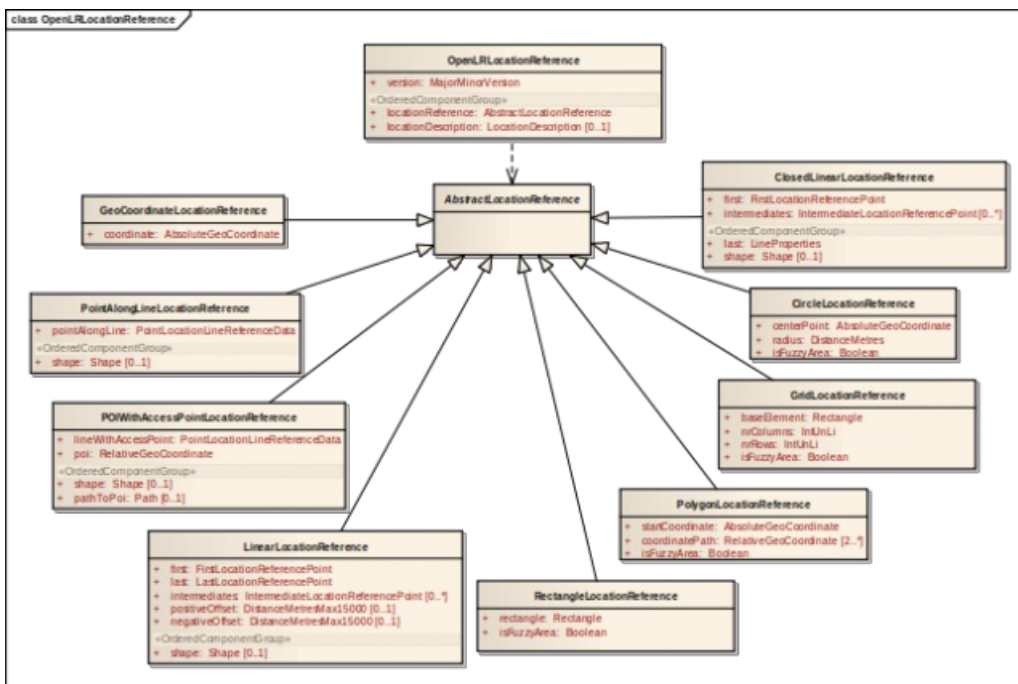 class OpenLRLocationReference
OpenLRLocationReference
+ version: MajorMinorVersion
«OrderedComponentGroup»
+ locationReference: AbstractLocationReference
+ locationDescription: LocationDescription [0..1]
AbstractLocationReference
GeoCoordinateLocationReference
+ coordinate: AbsoluteGeoCoordinate
ClosedLinearLocationReference
+ first: FirstLocationReferencePoint
+ intermediates: IntermediateLocationReferencePoint [0..*]
«OrderedComponentGroup»
+ last: LineProperties
+ shape: Shape [0..1]
PointAlongLineLocationReference
+ pointAlongLine: PointLocationLineReferenceData
«OrderedComponentGroup»
+ shape: Shape [0..1]
CircleLocationReference
+ centerPoint: AbsoluteGeoCoordinate
+ radius: DistanceMetres
+ isFuzzyArea: Boolean
POIWithAccessPointLocationReference
+ lineWithAccessPoint: PointLocationLineReferenceData
+ poi: RelativeGeoCoordinate
«OrderedComponentGroup»
+ shape: Shape [0..1]
+ pathToPoi: Path [0..1]
GridLocationReference
+ baseElement: Rectangle
+ nrColumns: IntUnLi
+ nrRows: IntUnLi
+ isFuzzyArea: Boolean
PolygonLocationReference
+ startCoordinate: AbsoluteGeoCoordinate
+ coordinatePath: RelativeGeoCoordinate [2..*]
+ isFuzzyArea: Boolean
LinearLocationReference
+ first: FirstLocationReferencePoint
+ last: LastLocationReferencePoint
+ intermediates: IntermediateLocationReferencePoint [0..*]
+ positiveOffset: DistanceMetresMax15000 [0..1]
+ negativeOffset: DistanceMetresMax15000 [0..1]
«OrderedComponentGroup»
+ shape: Shape [0..1]
RectangleLocationReference
+ rectangle: Rectangle
+ isFuzzyArea: Boolean